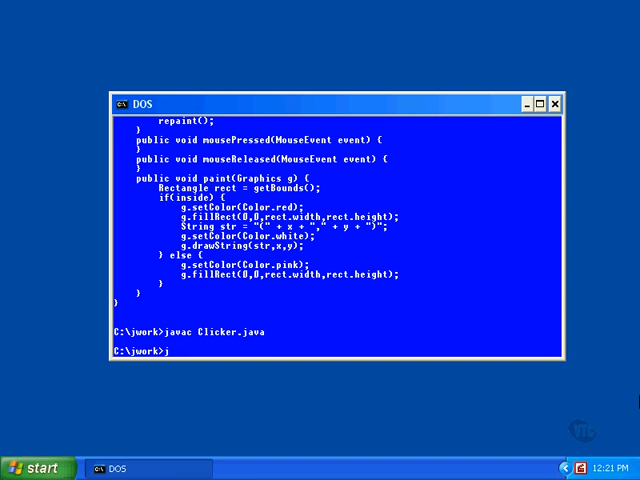 DOS
repaint();
}
public void mousePressed(MouseEvent event) {
}
public void mouseReleased(MouseEvent event) {
}
public void paint(Graphics g) {
Rectangle rect = getBounds();
if(inside) {
g.setColor(Color.red);
g.fillRect(0,0,rect.width,rect.height);
String str = "(" + x + "," + y + ")";
g.setColor(Color.white);
g.drawString(str,x,y);
} else {
g.setColor(Color.pink);
g.fillRect(0,0,rect.width,rect.height);
}
}
}
C:\jwork>javac Clicker.java
C:\jwork>j
start
DOS
12:21 PM